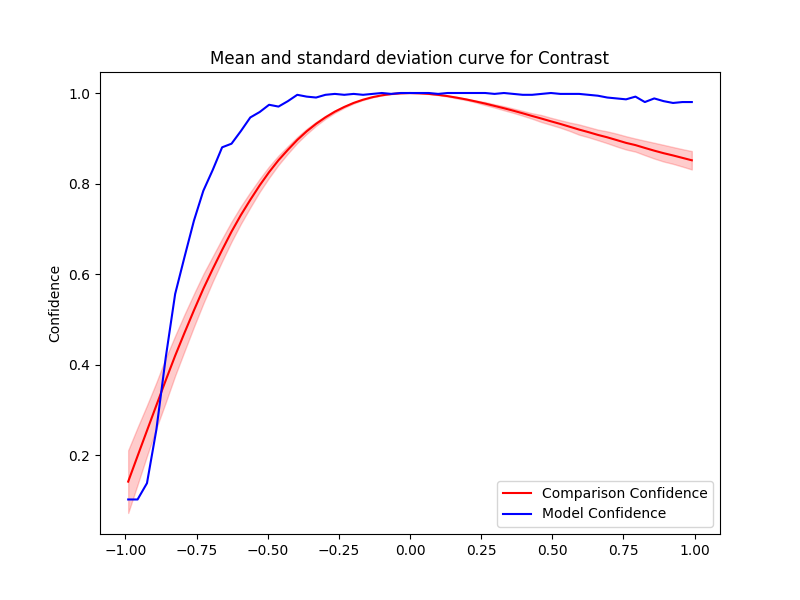 Mean and standard deviation curve for Contrast
1.0
0.8
0.6
0.4
0.2
Confidence
Comparison Confidence
Model Confidence
−1.00 −0.75 −0.50 −0.25 0.00 0.25 0.50 0.75 1.00